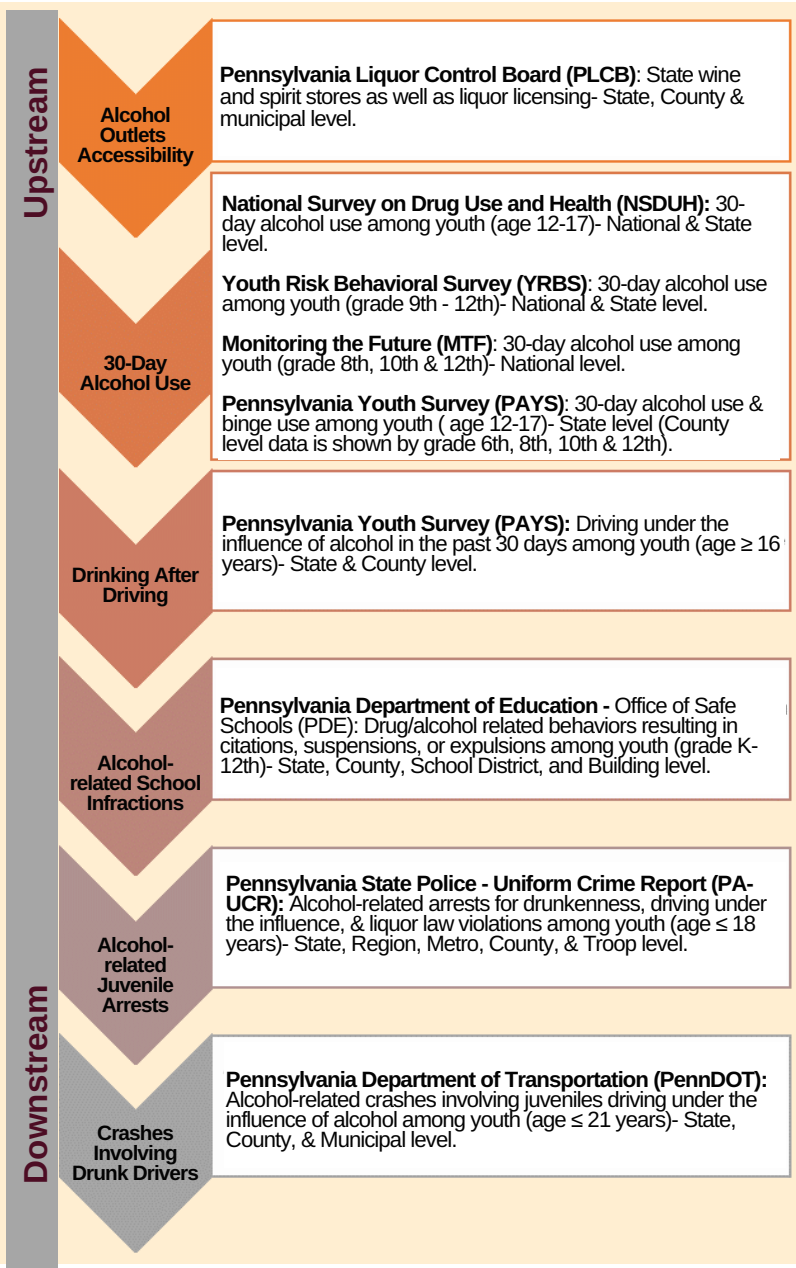 Upstream
Alcohol
Outlets
Accessibility
Pennsylvania Liquor Control Board (PLCB): State wine
and spirit stores as well as liquor licensing- State, County &
municipal level.
30-Day
Alcohol Use
National Survey on Drug Use and Health (NSDUH): 30-
day alcohol use among youth (age 12-17)- National & State
level.
Youth Risk Behavioral Survey (YRBS): 30-day alcohol use
among youth (grade 9th - 12th)- National & State level.
Monitoring the Future (MTF): 30-day alcohol use among
youth (grade 8th, 10th & 12th)- National level.
Pennsylvania Youth Survey (PAYS): 30-day alcohol use &
binge use among youth ( age 12-17)- State level (County
level data is shown by grade 6th, 8th, 10th & 12th).
Drinking After
Driving
Pennsylvania Youth Survey (PAYS): Driving under the
influence of alcohol in the past 30 days among youth (age ≥ 16
years)- State & County level.
Alcohol-
related School
Infractions
Pennsylvania Department of Education - Office of Safe
Schools (PDE): Drug/alcohol related behaviors resulting in
citations, suspensions, or expulsions among youth (grade K-
12th)- State, County, School District, and Building level.
Alcohol-
related
Juvenile
Arrests
Pennsylvania State Police - Uniform Crime Report (PA-
UCR): Alcohol-related arrests for drunkenness, driving under
the influence, & liquor law violations among youth (age ≤ 18
years)- State, Region, Metro, County, & Troop level.
Downstream
Crashes
Involving
Drunk Drivers
Pennsylvania Department of Transportation (PennDOT):
Alcohol-related crashes involving juveniles driving under the
influence of alcohol among youth (age ≤ 21 years)- State,
County, & Municipal level.